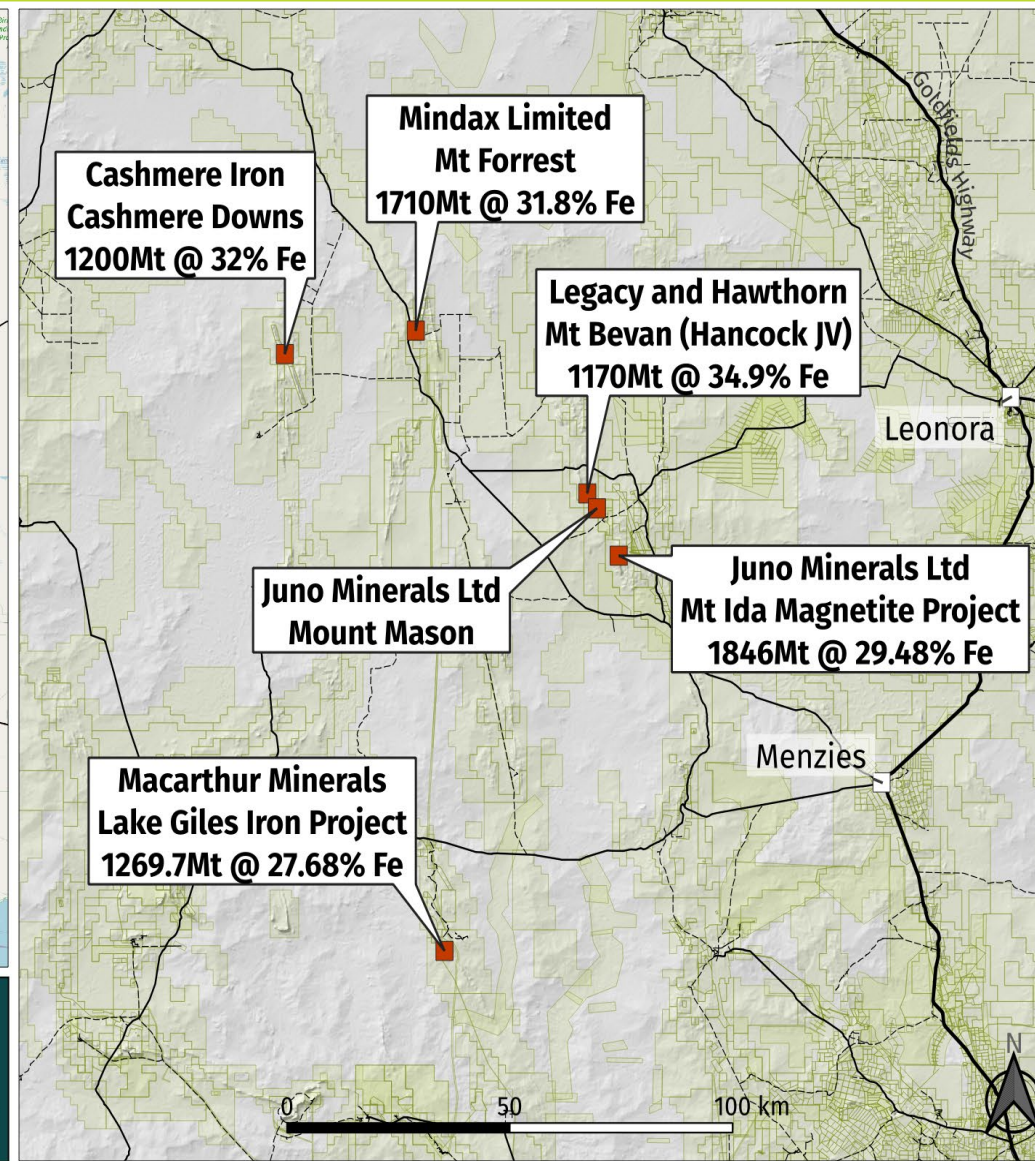 Goldfields Highway
Mindax Limited
Mt Forrest
1710Mt @ 31.8% Fe
Cashmere Iron
Cashmere Downs
1200Mt @ 32% Fe
Legacy and Hawthorn
Mt Bevan (Hancock JV)
1170Mt @ 34.9% Fe
Leonora
Juno Minerals Ltd
Mount Mason
Juno Minerals Ltd
Mt Ida Magnetite Project
1846Mt @ 29.48% Fe
Menzies
Macarthur Minerals
Lake Giles Iron Project
1269.7Mt @ 27.68% Fe
N
0 50 100 km